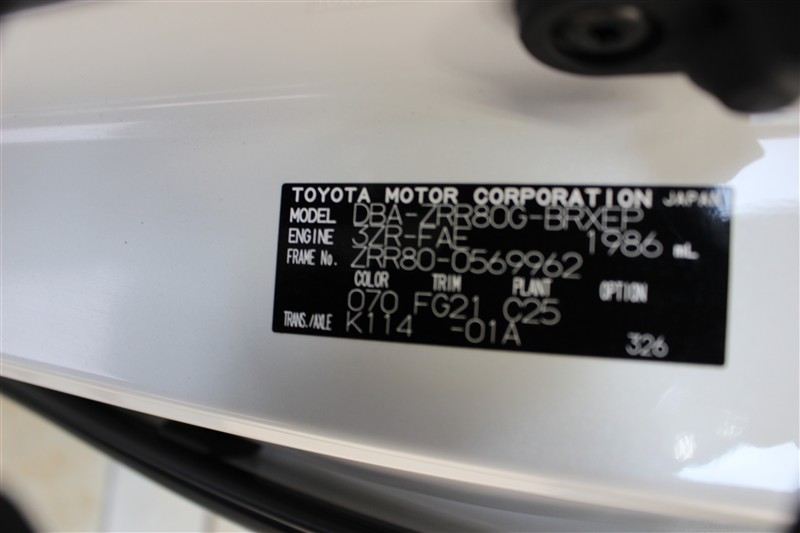 TOYOTA MOTOR CORPORATION JAPAN
MODEL DBA-ZRR80G-BRXEP
ENGINE 3ZR-FAE 1986 mL
FRAME No. ZRR80-0569962
COLOR TRIM PLANT OPTION
070 FG21 C25
TRANS./AXLE K114 -01A
326